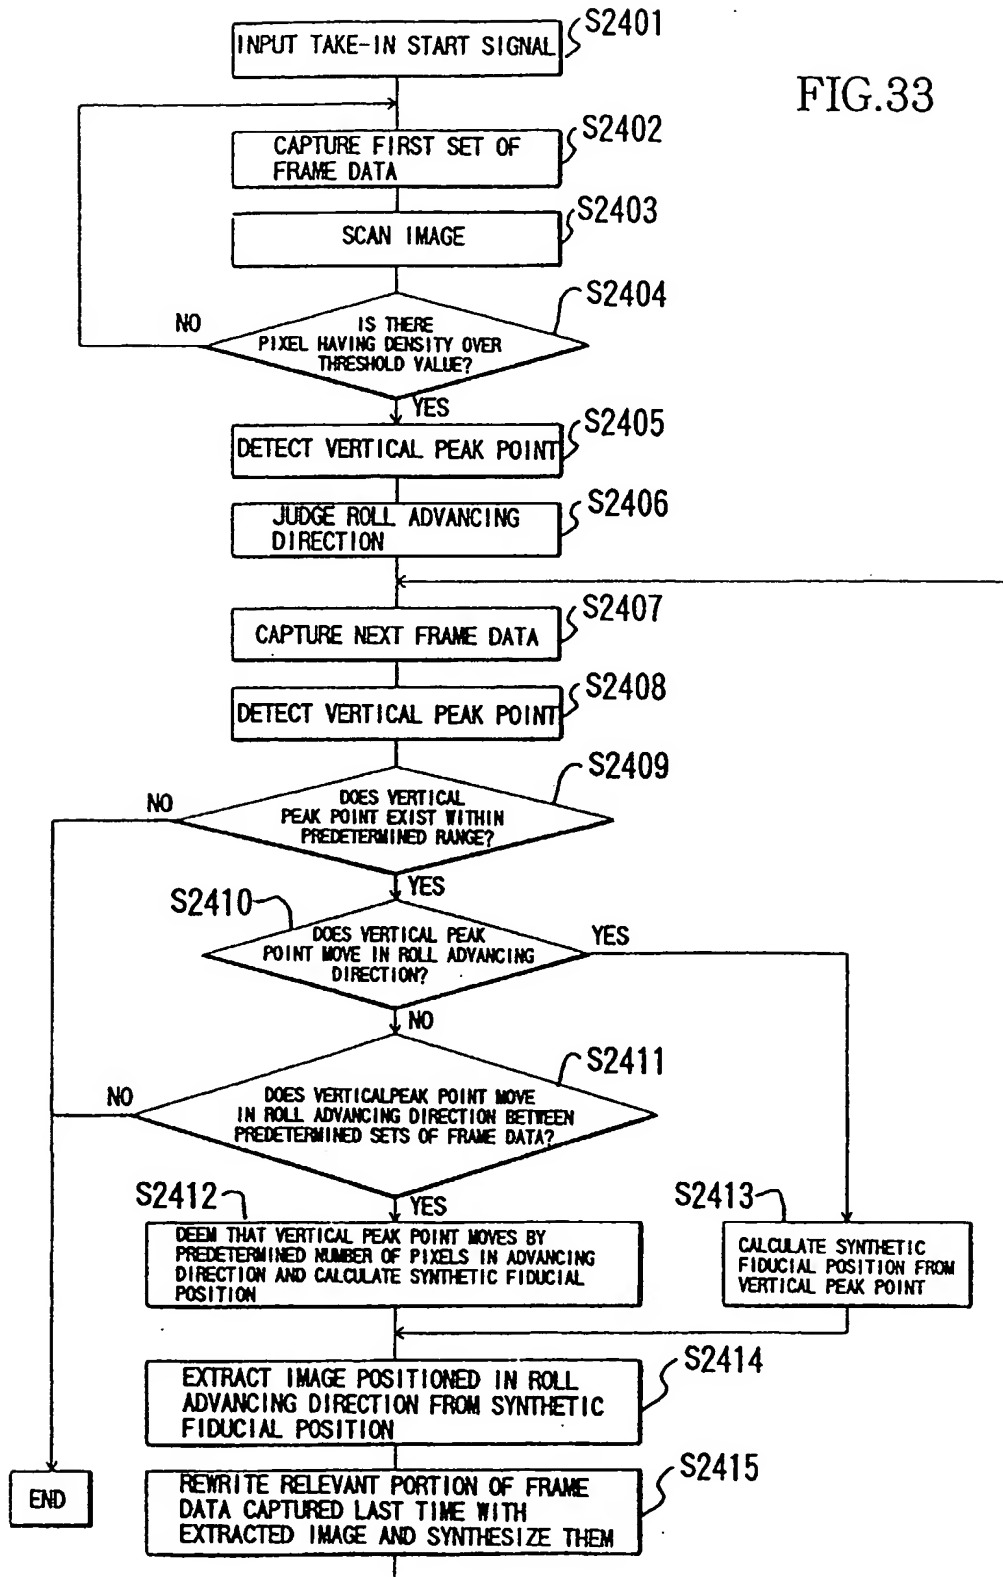 S2401
INPUT TAKE-IN START SIGNAL
FIG.33
S2402
CAPTURE FIRST SET OF
FRAME DATA
S2403
SCAN IMAGE
S2404
NO
IS THERE
PIXEL HAVING DENSITY OVER
THRESHOLD VALUE?
YES
S2405
DETECT VERTICAL PEAK POINT
S2406
JUDGE ROLL ADVANCING
DIRECTION
S2407
CAPTURE NEXT FRAME DATA
S2408
DETECT VERTICAL PEAK POINT
S2409
NO
DOES VERTICAL
PEAK POINT EXIST WITHIN
PREDETERMINED RANGE?
YES
S2410
DOES VERTICAL PEAK
POINT MOVE IN ROLL ADVANCING
DIRECTION?
YES
NO
S2411
NO
DOES VERTICALPEAK POINT MOVE
IN ROLL ADVANCING DIRECTION BETWEEN
PREDETERMINED SETS OF FRAME DATA?
YES
S2412
DEEM THAT VERTICAL PEAK POINT MOVES BY
PREDETERMINED NUMBER OF PIXELS IN ADVANCING
DIRECTION AND CALCULATE SYNTHETIC FIDUCIAL
POSITION
S2413
CALCULATE SYNTHETIC
FIDUCIAL POSITION FROM
VERTICAL PEAK POINT
S2414
EXTRACT IMAGE POSITIONED IN ROLL
ADVANCING DIRECTION FROM SYNTHETIC
FIDUCIAL POSITION
S2415
REWRITE RELEVANT PORTION OF FRAME
DATA CAPTURED LAST TIME WITH
EXTRACTED IMAGE AND SYNTHESIZE THEM
END